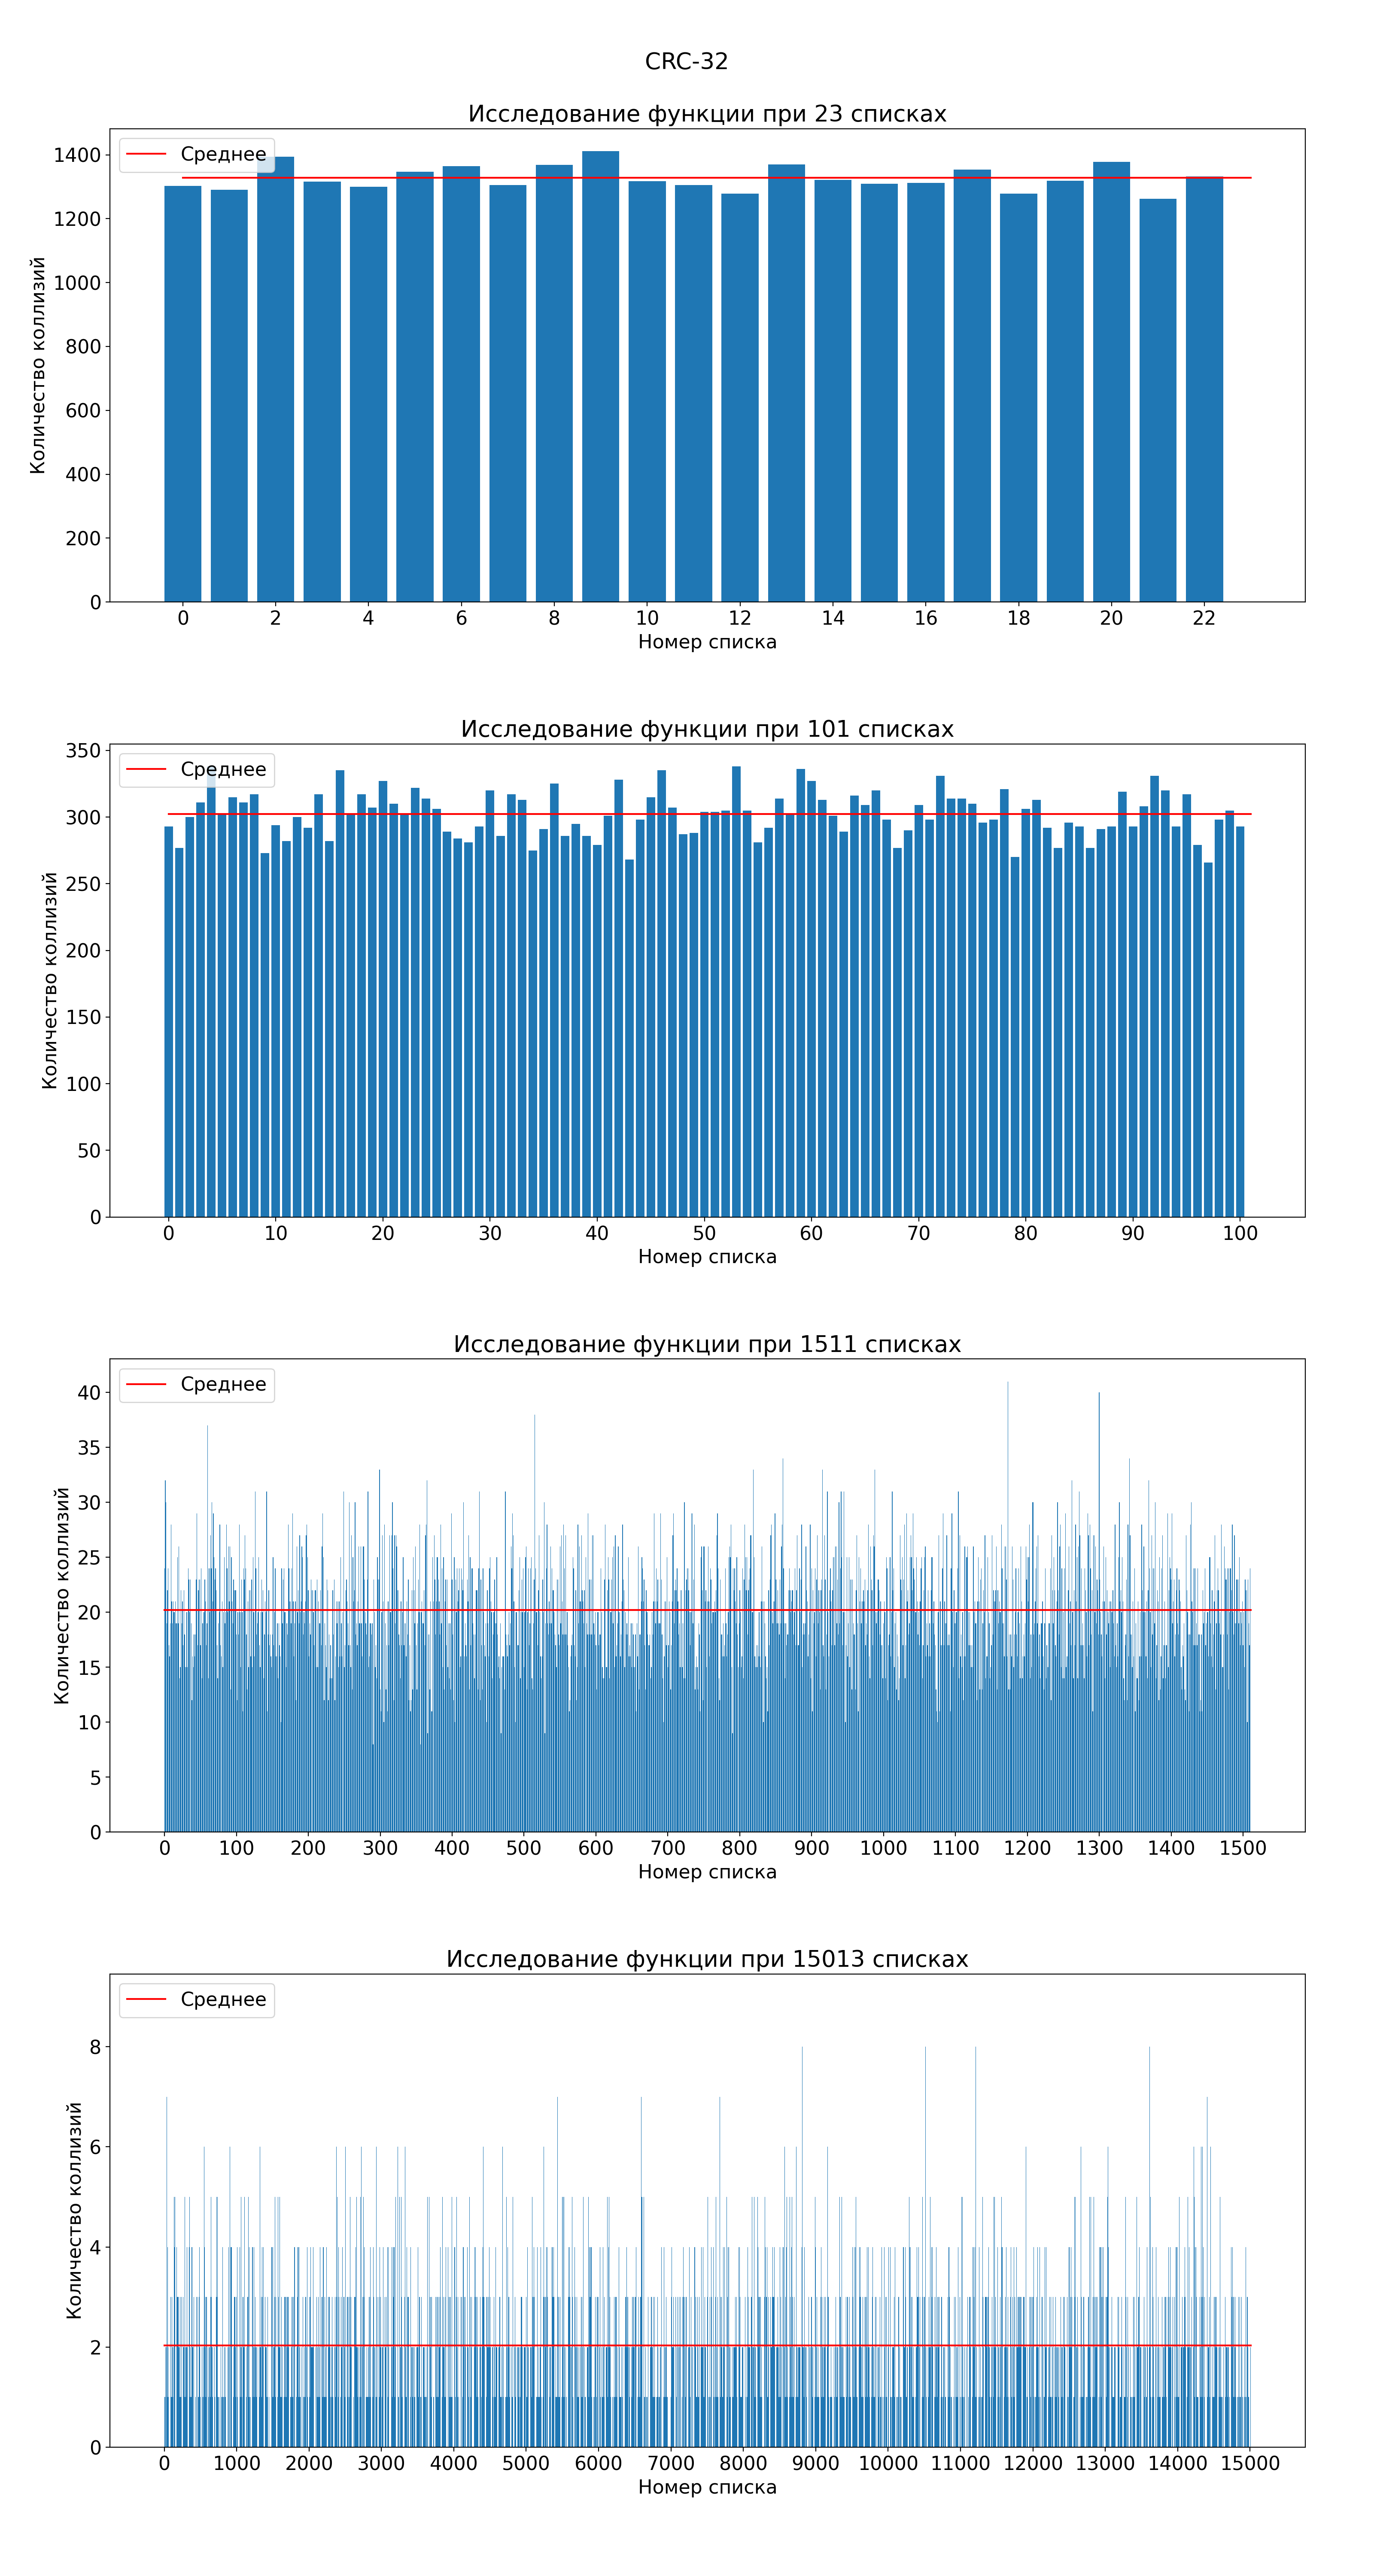 CRC-32
Исследование функции при 23 списках
Среднее
Количество коллизий
1400
1200
1000
800
600
400
200
0
0 2 4 6 8 10 12 14 16 18 20 22
Номер списка
Исследование функции при 101 списках
Среднее
Количество коллизий
350
300
250
200
150
100
50
0
0 10 20 30 40 50 60 70 80 90 100
Номер списка
Исследование функции при 1511 списках
Среднее
Количество коллизий
40
35
30
25
20
15
10
5
0
0 100 200 300 400 500 600 700 800 900 1000 1100 1200 1300 1400 1500
Номер списка
Исследование функции при 15013 списках
Среднее
Количество коллизий
8
6
4
2
0
0 1000 2000 3000 4000 5000 6000 7000 8000 9000 10000 11000 12000 13000 14000 15000
Номер списка